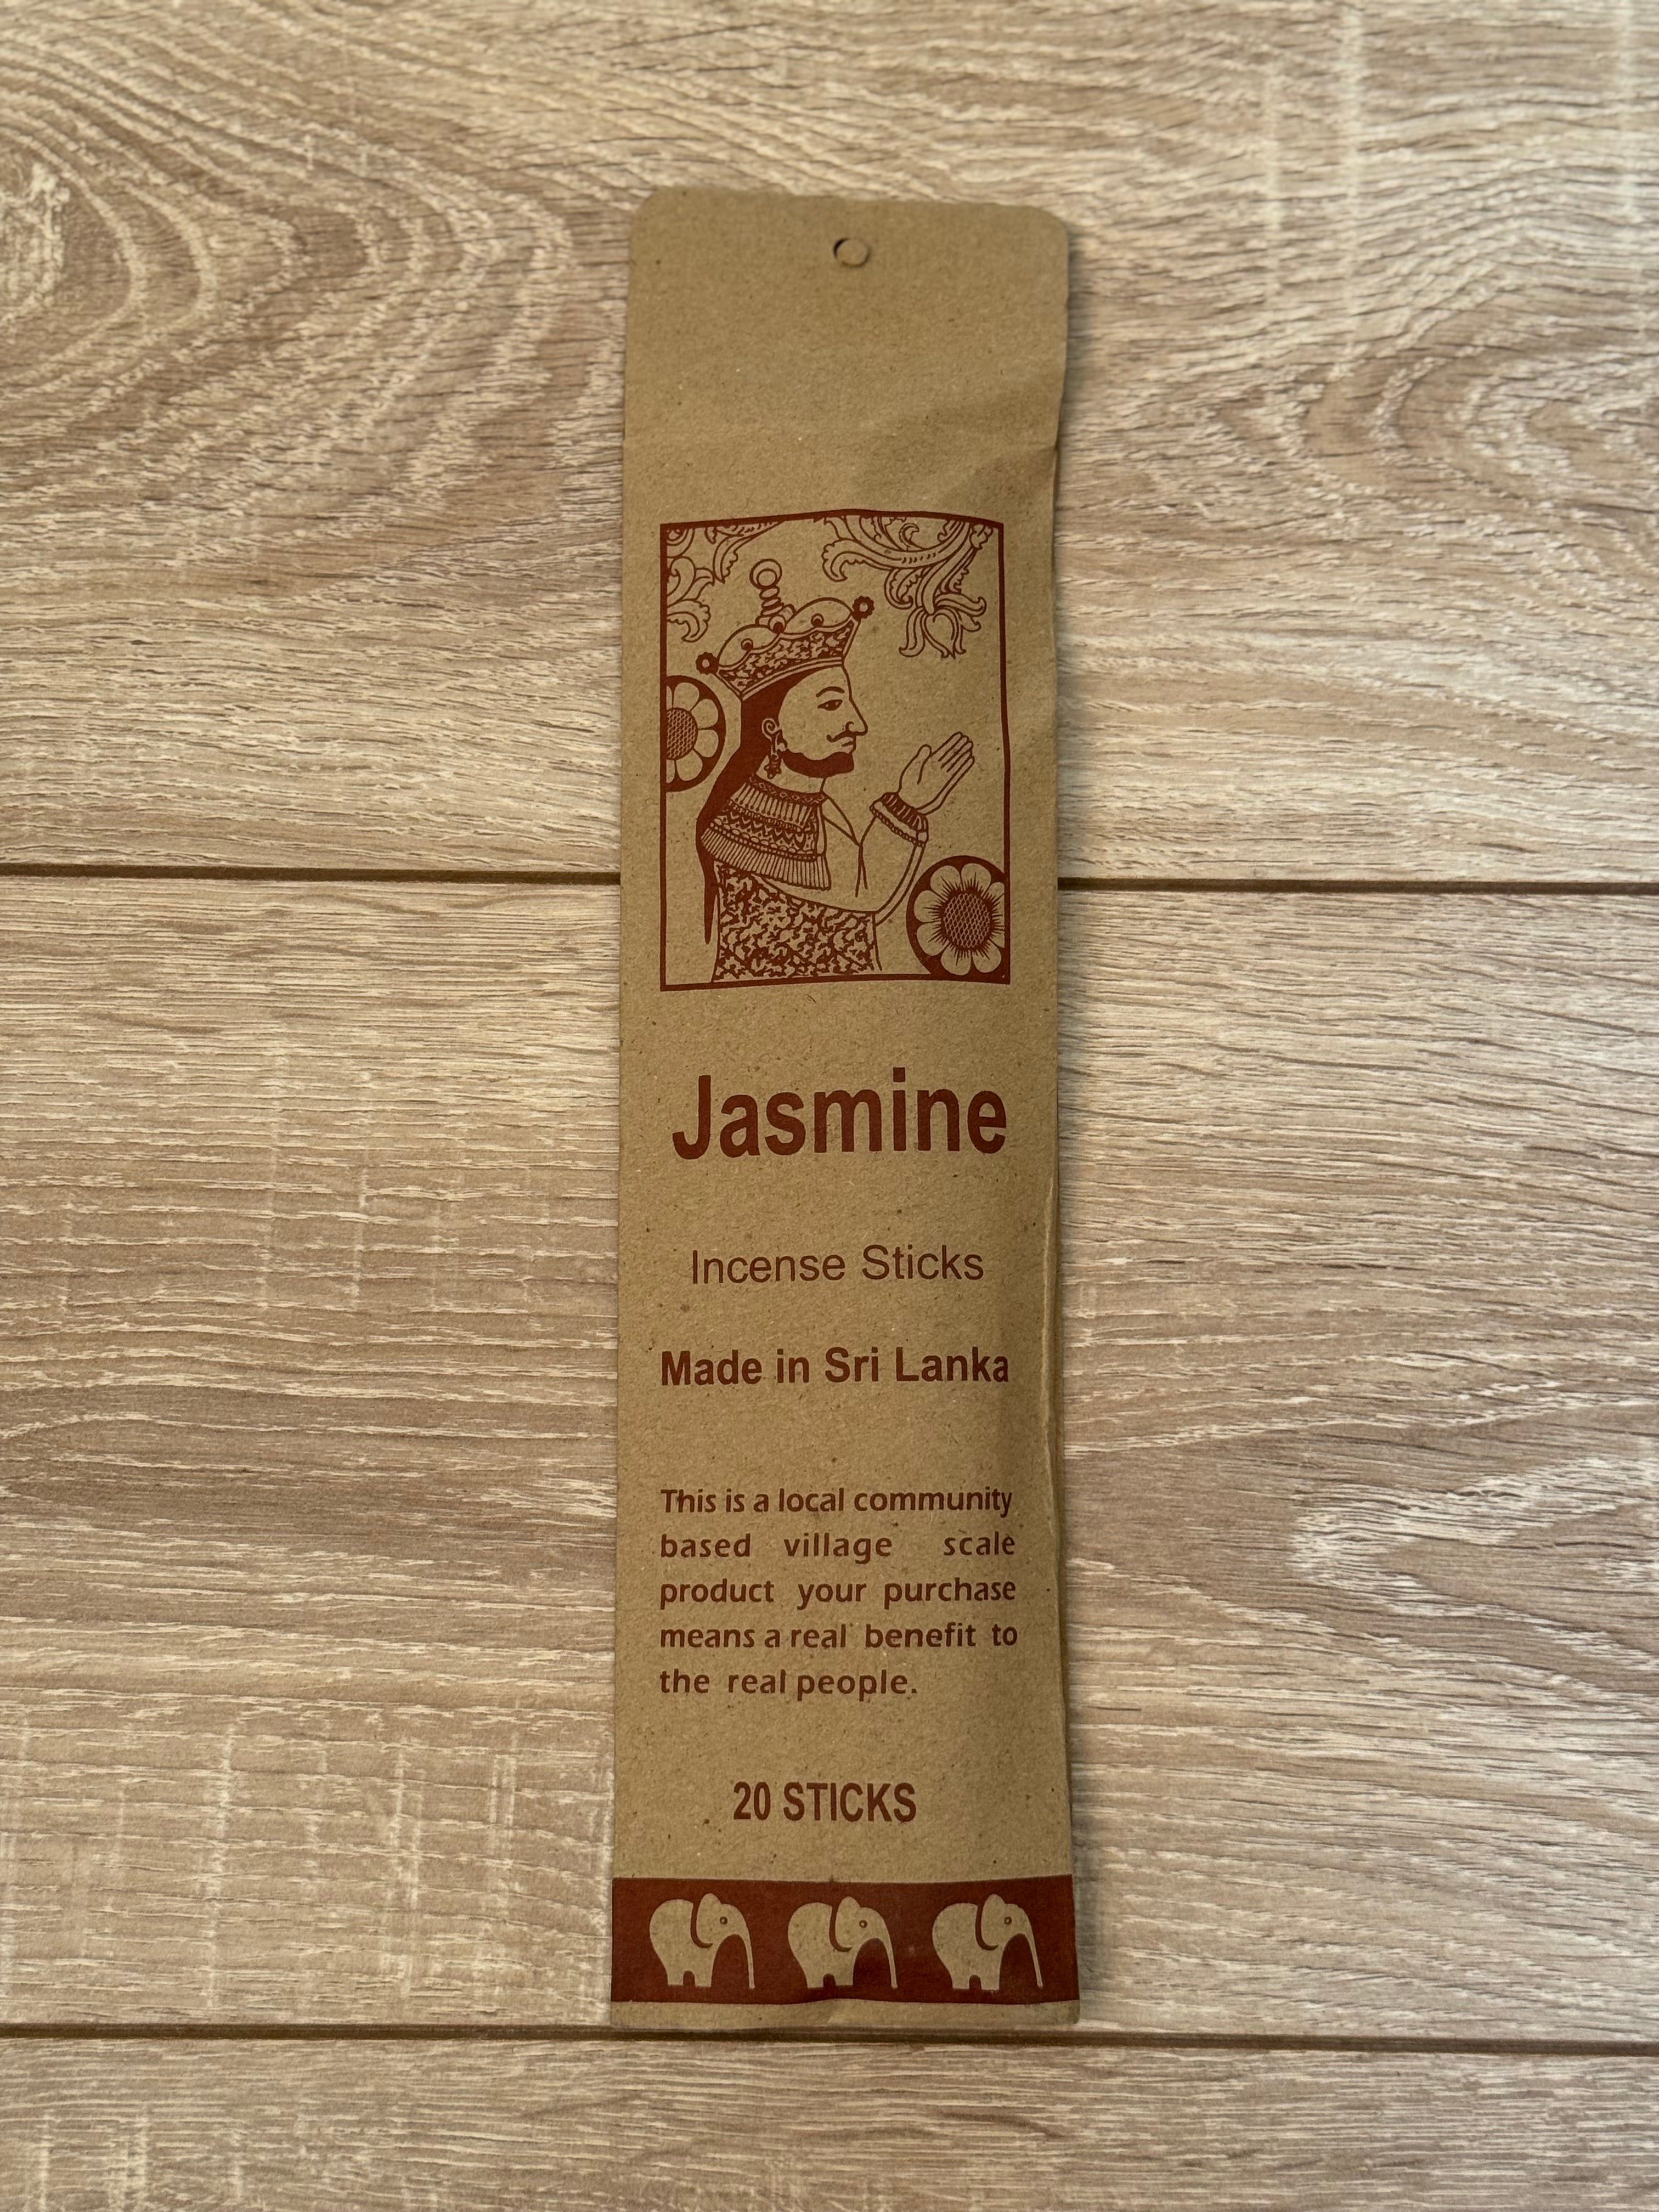 Jasmine
Incense Sticks
Made in Sri Lanka
This is a local community
based village scale
product your purchase
means a real benefit to
the real people.
20 STICKS